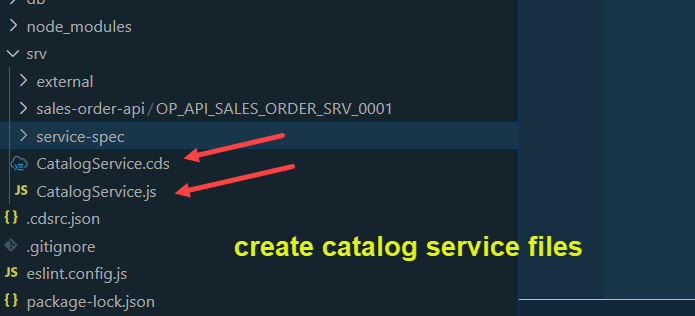 db
node_modules
srv
external
sales-order-api/OP_API_SALES_ORDER_SRV_0001
service-spec
CatalogService.cds
JS CatalogService.js
{} .cdsrc.json
.gitignore
create catalog service files
JS eslint.config.js
{} package-lock.json